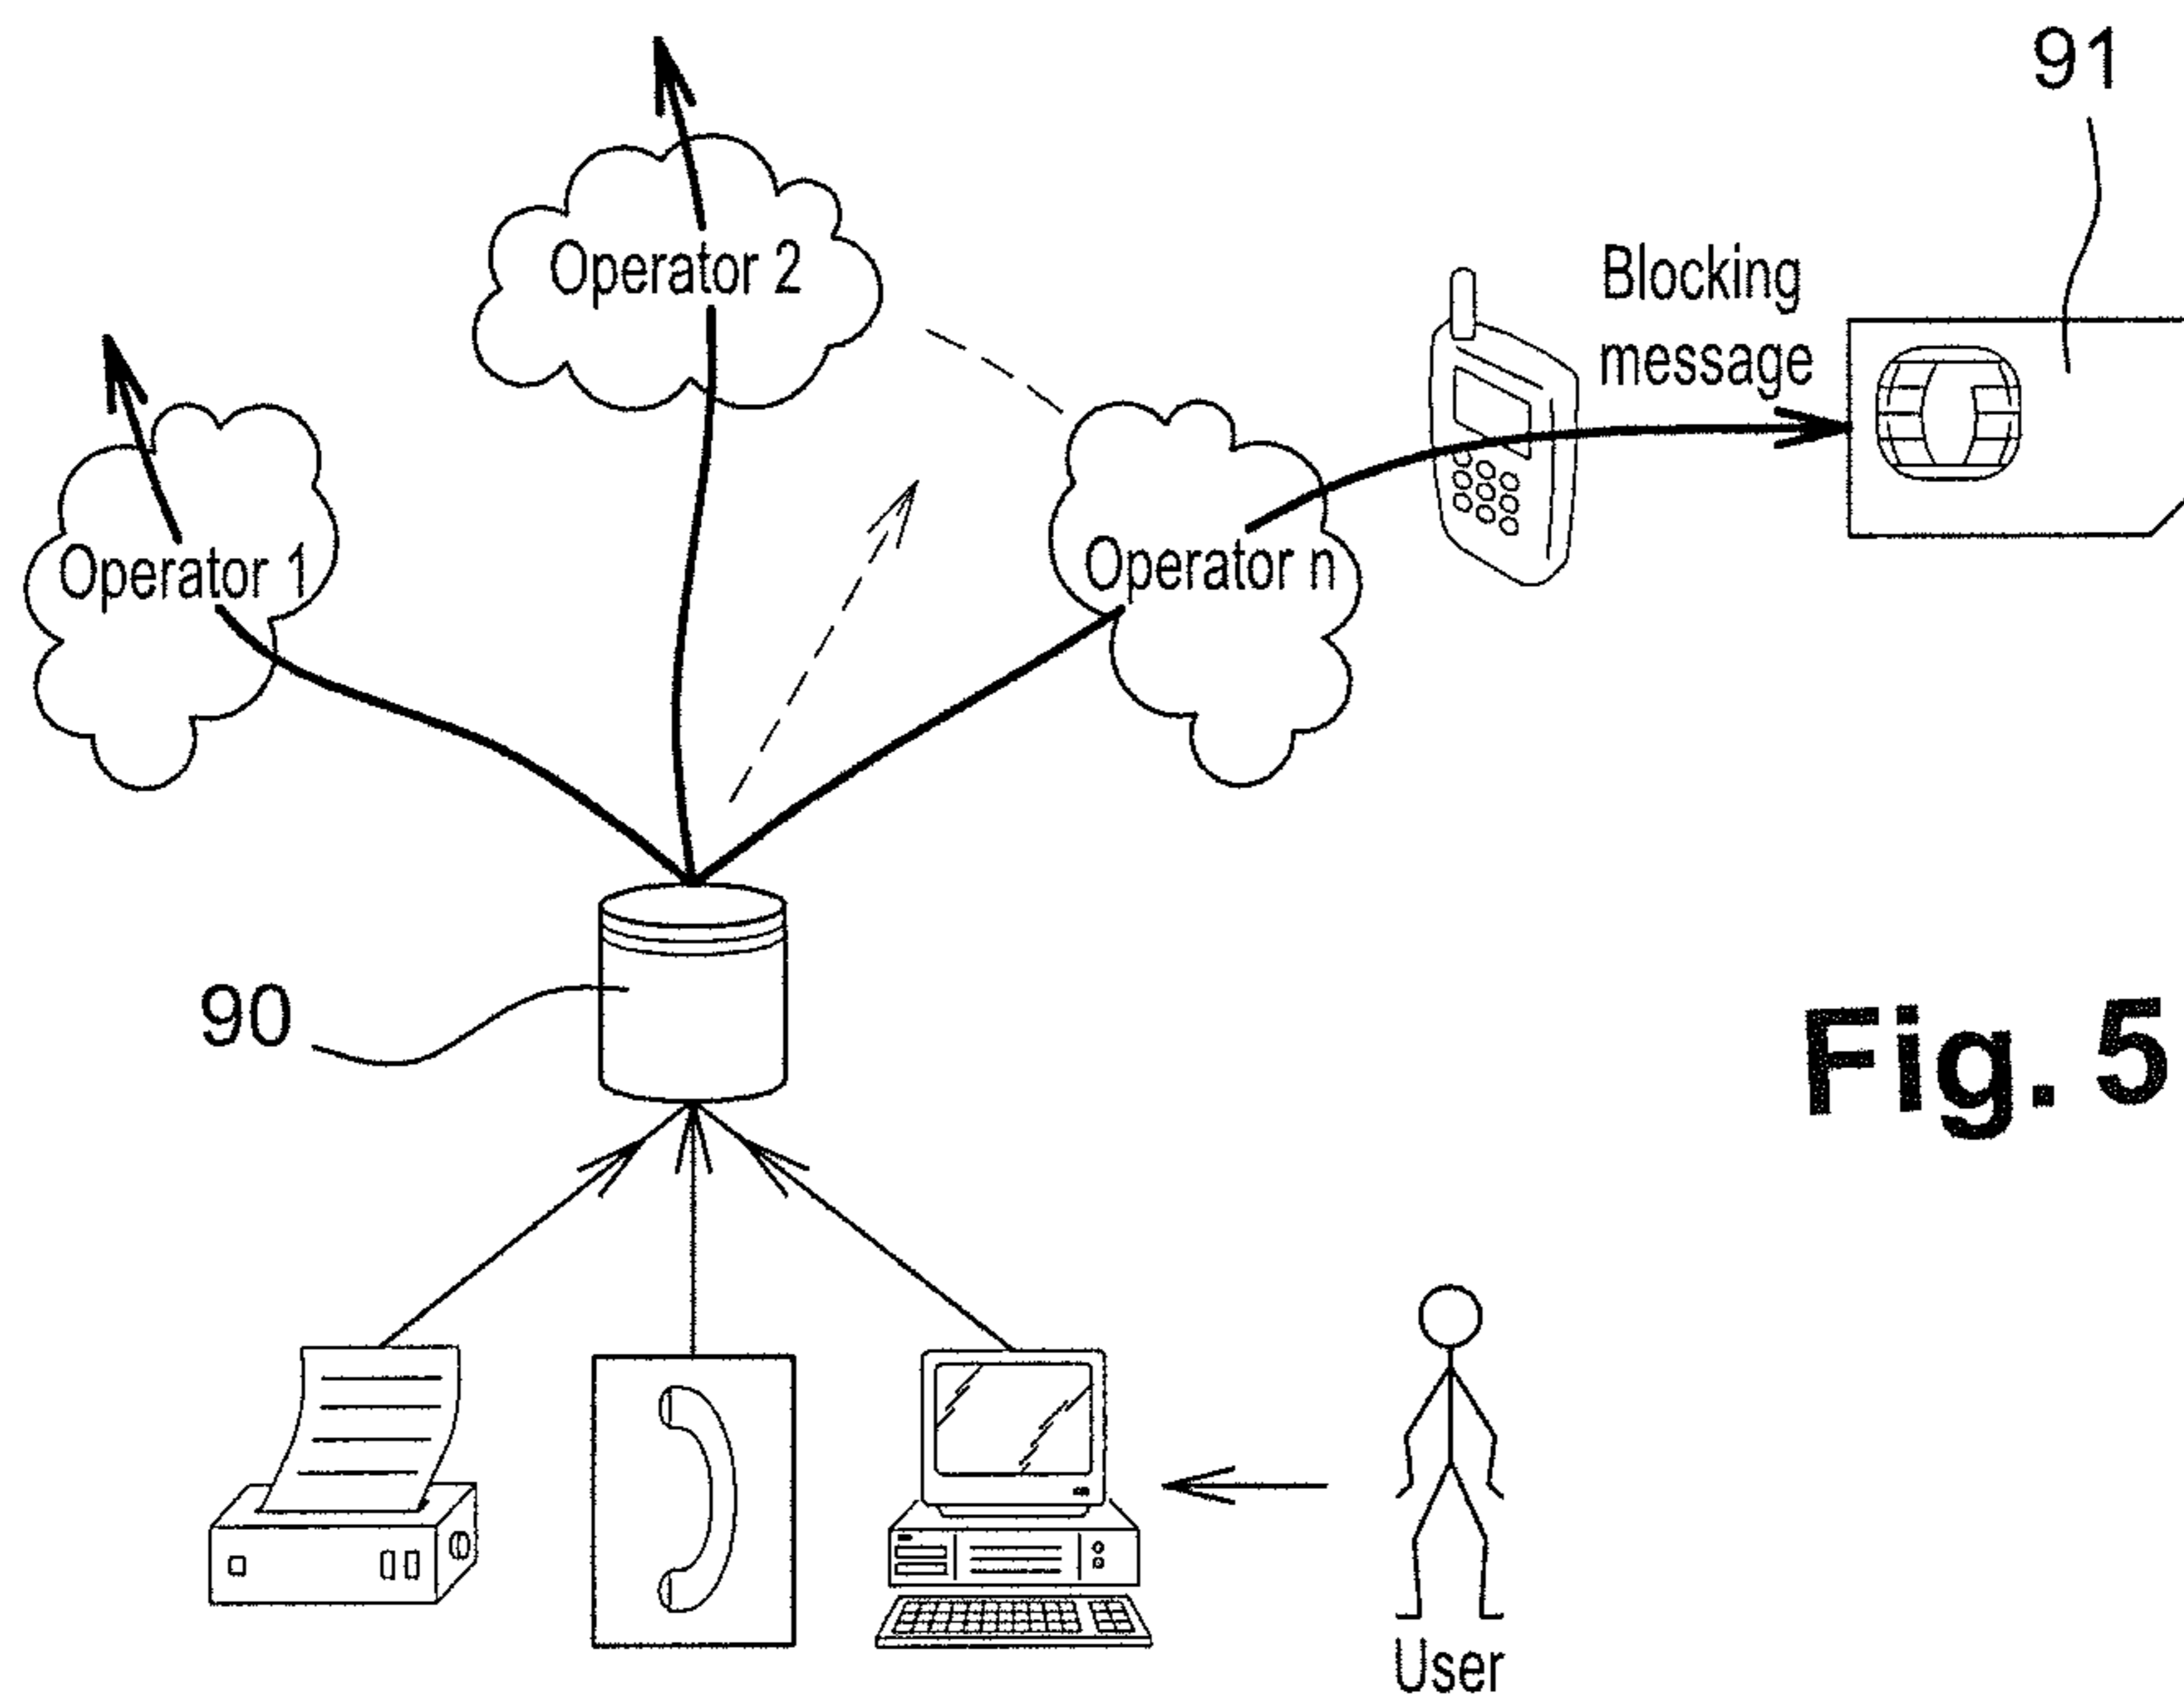 91
Operator 2
Blocking
message
Operator 1
Operator n
90
Fig. 5
User